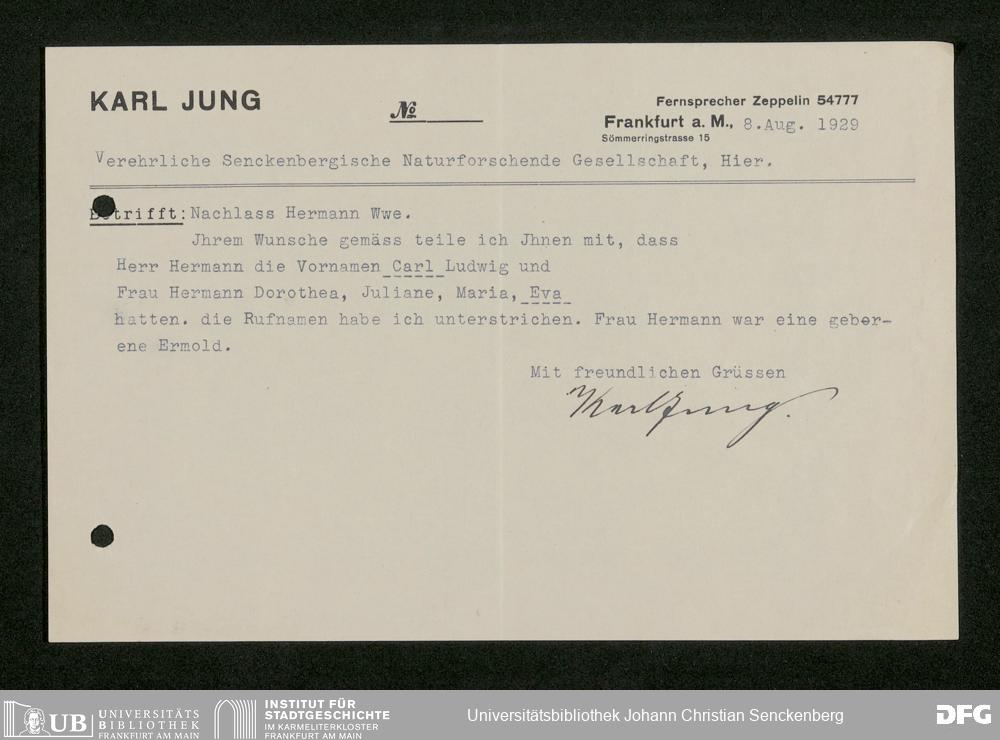 KARL JUNG
№
Fernsprecher Zeppelin 54777
Frankfurt a. M., 8.Aug. 1929
Sömmerringstrasse 15
Verehrliche Senckenbergische Naturforschende Gesellschaft, Hier.
Betrifft: Nachlass Hermann Wwe.
Jhrem Wunsche gemäss teile ich Jhnen mit, dass
Herr Hermann die Vornamen Carl Ludwig und
Frau Hermann Dorothea, Juliane, Maria, Eva
hatten. die Rufnamen habe ich unterstrichen. Frau Hermann war eine gebor-
ene Ermold.
Mit freundlichen Grüssen
Karl Jung.
UB UNIVERSITÄTS
BIBLIOTHEK
FRANKFURT AM MAIN
INSTITUT FÜR
STADTGESCHICHTE
IM KARMELITERKLOSTER
FRANKFURT AM MAIN
Universitätsbibliothek Johann Christian Senckenberg
DFG